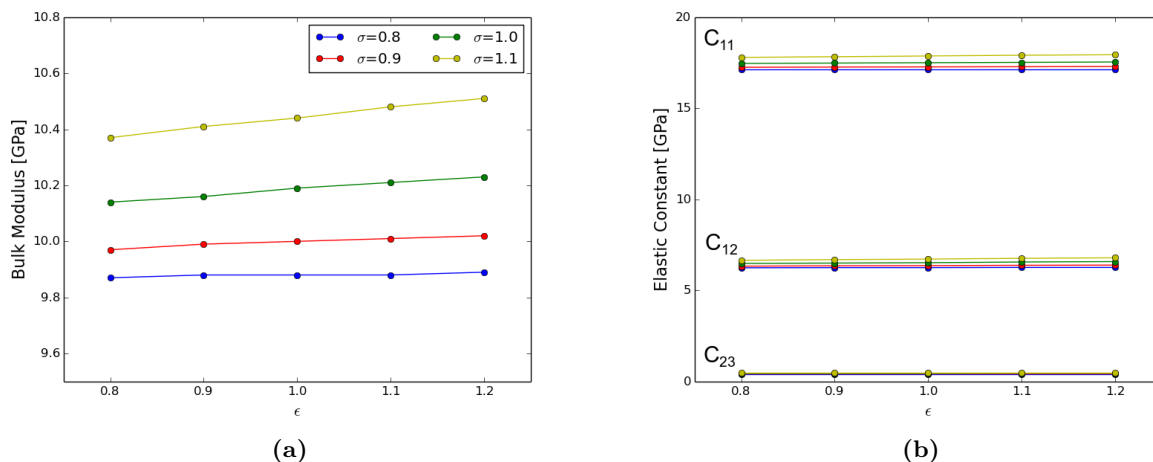 10.8
10.6
10.4
10.2
10.0
9.8
9.6
Bulk Modulus [GPa]
σ=0.8
σ=1.0
σ=0.9
σ=1.1
0.8 0.9 1.0 1.1 1.2
ϵ
(a)
20
15
10
5
0
Elastic Constant [GPa]
C11
C12
C23
0.8 0.9 1.0 1.1 1.2
ϵ
(b)